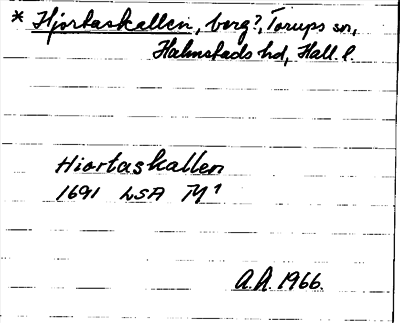 * Hjortaskallen, berg?, Torups sn,
Halmstads hd, Hall. l.
Hiortaskallen
1691 LSA M¹
A.A. 1966.